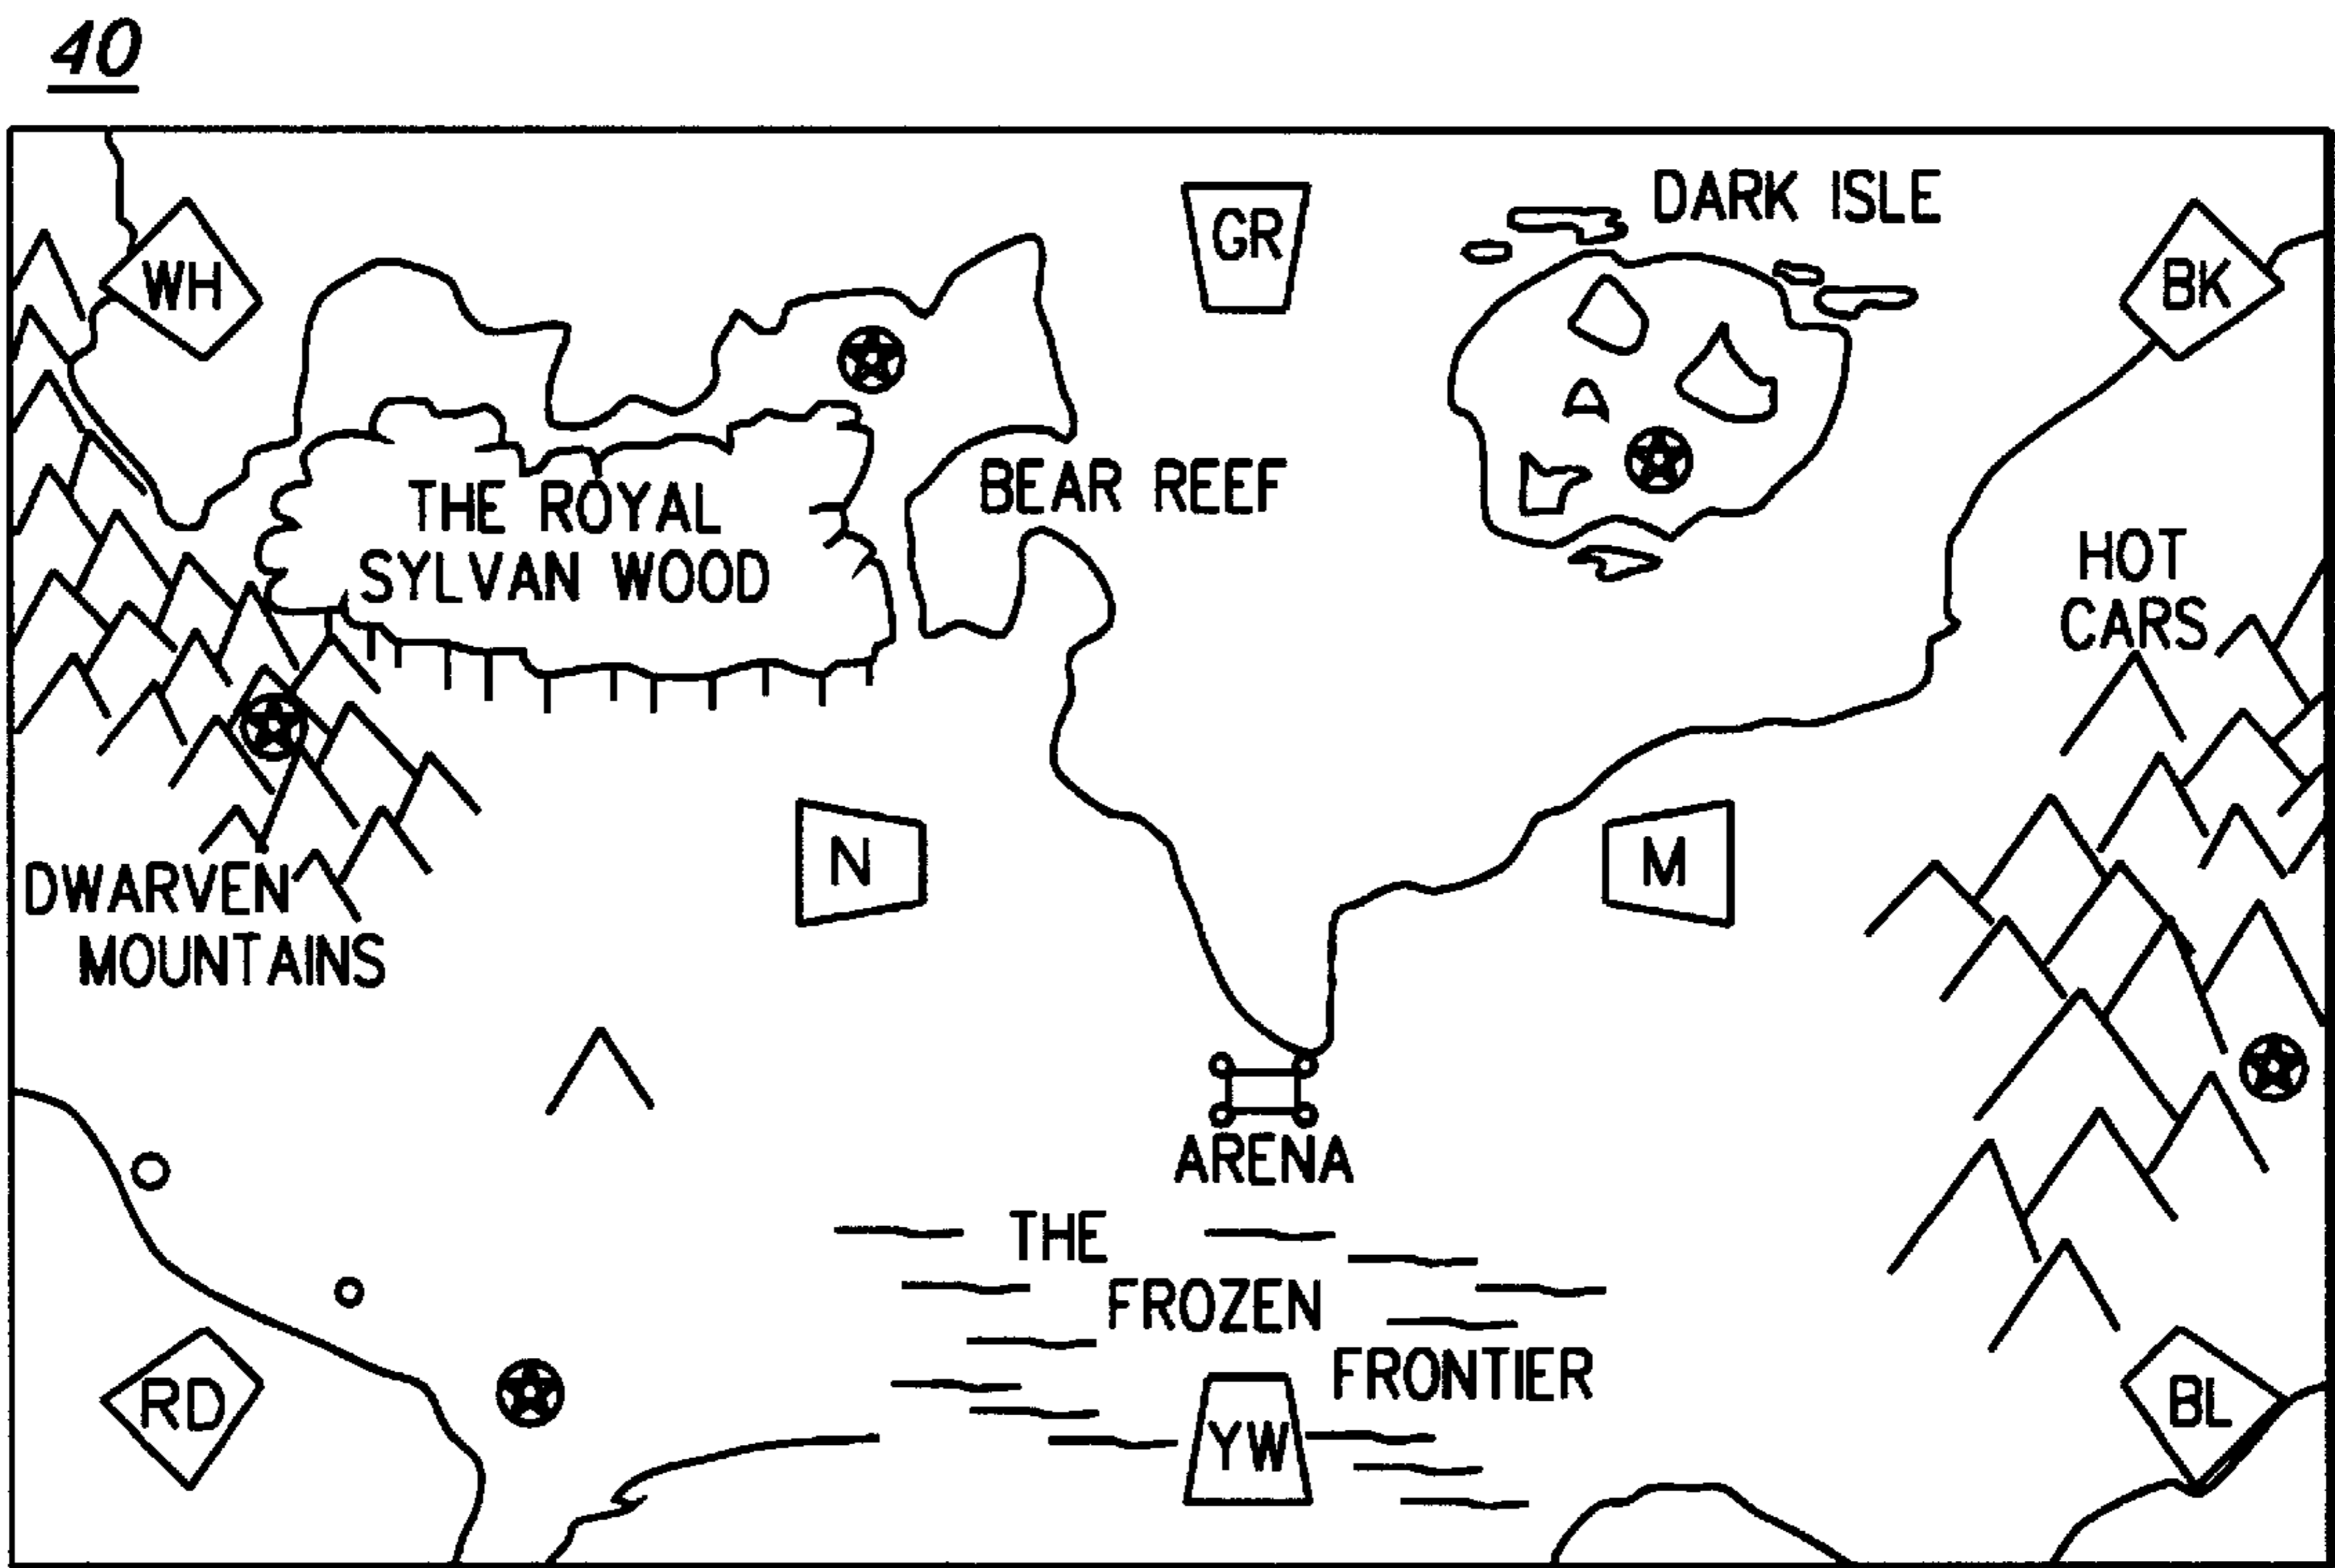 40
DARK ISLE
GR
WH
BK
BEAR REEF
THE ROYAL
SYLVAN WOOD
HOT
CARS
N
M
DWARVEN
MOUNTAINS
ARENA
THE
FROZEN
FRONTIER
RD
YW
BL